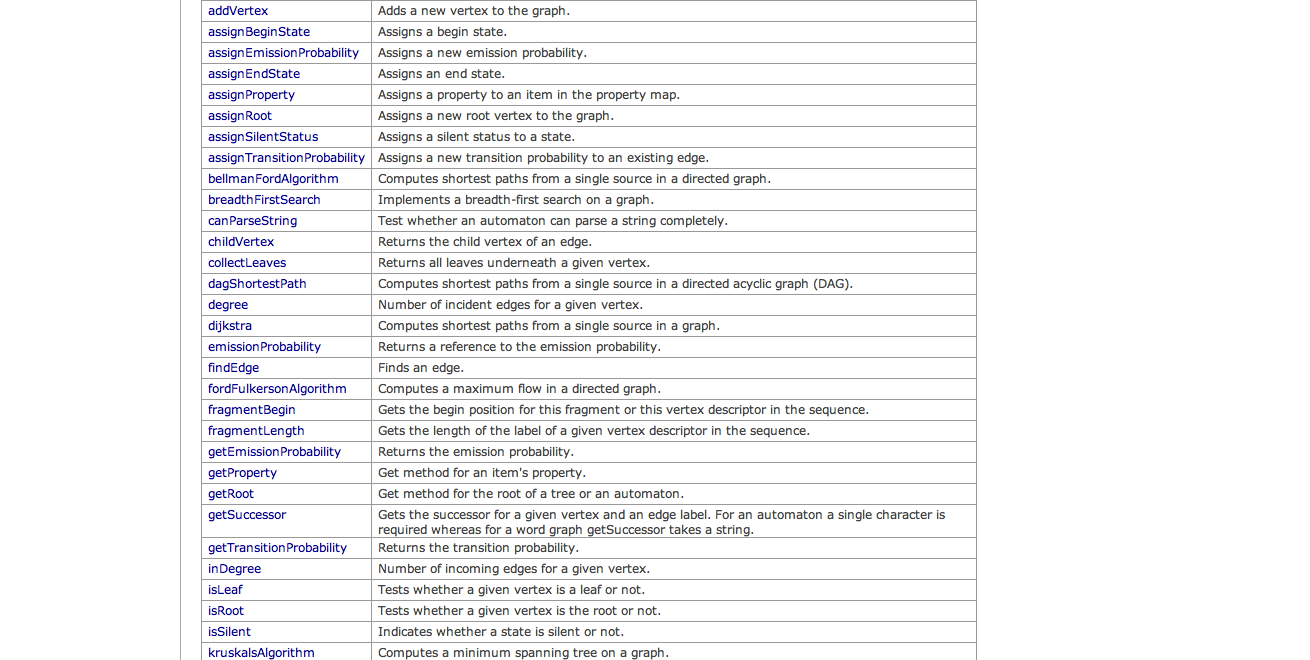 addVertex Adds a new vertex to the graph.
assignBeginState Assigns a begin state.
assignEmissionProbability Assigns a new emission probability.
assignEndState Assigns an end state.
assignProperty Assigns a property to an item in the property map.
assignRoot Assigns a new root vertex to the graph.
assignSilentStatus Assigns a silent status to a state.
assignTransitionProbability Assigns a new transition probability to an existing edge.
bellmanFordAlgorithm Computes shortest paths from a single source in a directed graph.
breadthFirstSearch Implements a breadth-first search on a graph.
canParseString Test whether an automaton can parse a string completely.
childVertex Returns the child vertex of an edge.
collectLeaves Returns all leaves underneath a given vertex.
dagShortestPath Computes shortest paths from a single source in a directed acyclic graph (DAG).
degree Number of incident edges for a given vertex.
dijkstra Computes shortest paths from a single source in a graph.
emissionProbability Returns a reference to the emission probability.
findEdge Finds an edge.
fordFulkersonAlgorithm Computes a maximum flow in a directed graph.
fragmentBegin Gets the begin position for this fragment or this vertex descriptor in the sequence.
fragmentLength Gets the length of the label of a given vertex descriptor in the sequence.
getEmissionProbability Returns the emission probability.
getProperty Get method for an item's property.
getRoot Get method for the root of a tree or an automaton.
getSuccessor Gets the successor for a given vertex and an edge label. For an automaton a single character is
required whereas for a word graph getSuccessor takes a string.
getTransitionProbability Returns the transition probability.
inDegree Number of incoming edges for a given vertex.
isLeaf Tests whether a given vertex is a leaf or not.
isRoot Tests whether a given vertex is the root or not.
isSilent Indicates whether a state is silent or not.
kruskalsAlgorithm Computes a minimum spanning tree on a graph.